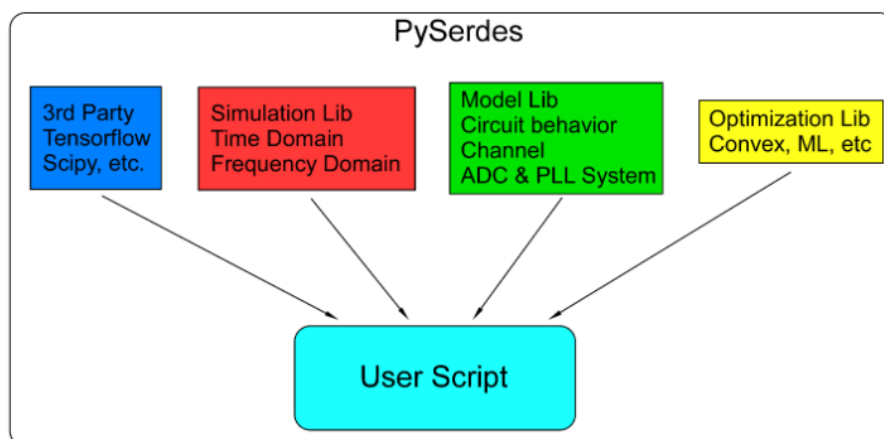 PySerdes
3rd Party
Tensorflow
Scipy, etc.
Simulation Lib
Time Domain
Frequency Domain
Model Lib
Circuit behavior
Channel
ADC & PLL System
Optimization Lib
Convex, ML, etc
User Script